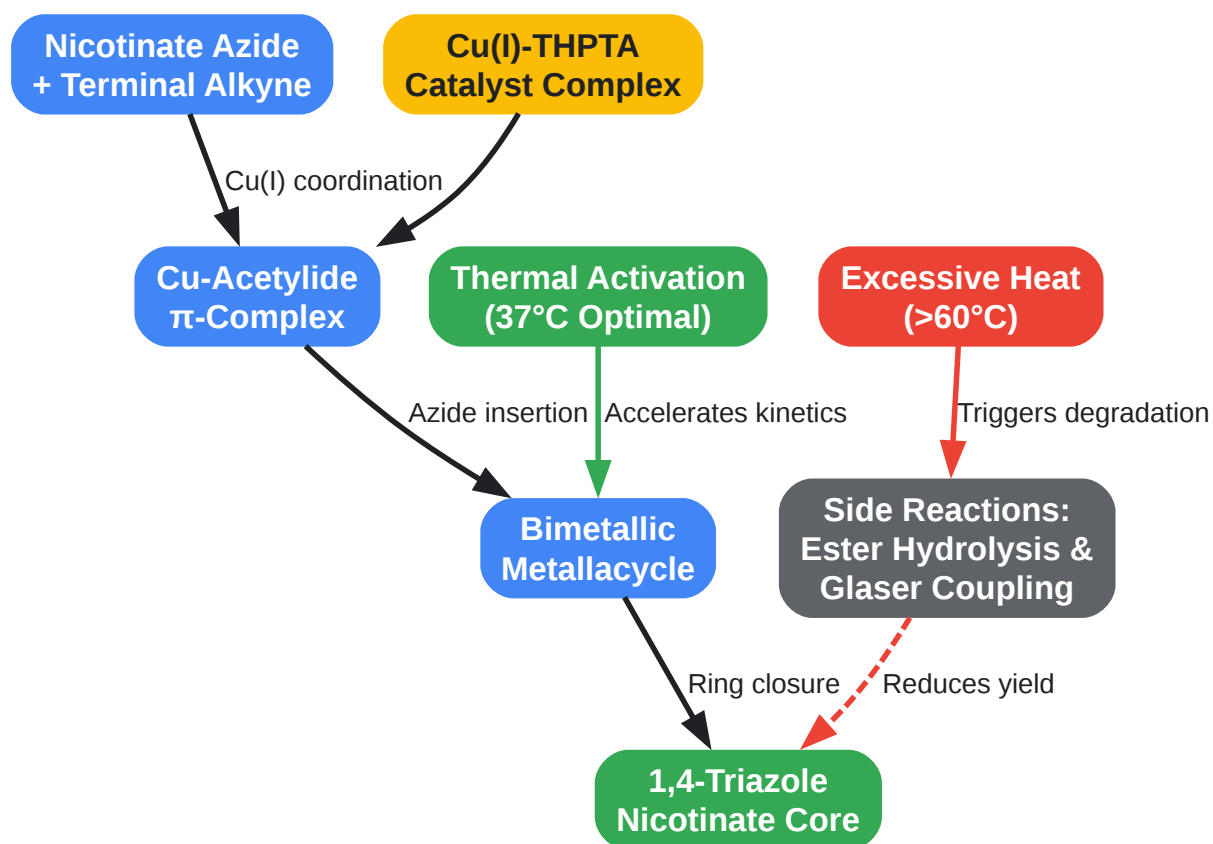 Nicotinate Azide
+ Terminal Alkyne
Cu(I)-THPTA
Catalyst Complex
Cu(I) coordination
Cu-Acetylide
π-Complex
Thermal Activation
(37°C Optimal)
Excessive Heat
(>60°C)
Azide insertion
Accelerates kinetics
Triggers degradation
Bimetallic
Metallacycle
Side Reactions:
Ester Hydrolysis &
Glaser Coupling
Ring closure
Reduces yield
1,4-Triazole
Nicotinate Core